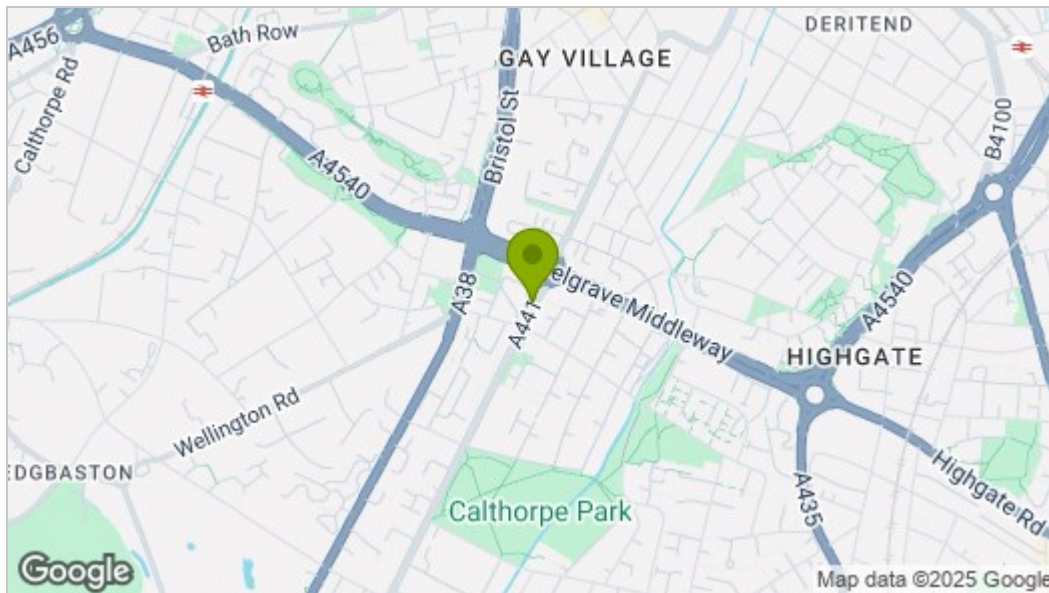 A456
Bath Row
Calthorpe Rd
GAY VILLAGE
DERITEND
Bristol St
B4100
A4540
A38
A441
elgrave Middleway
A4540
HIGHGATE
Wellington Rd
EDGBASTON
Calthorpe Park
A435
Highgate Rd
Google
Map data ©2025 Google